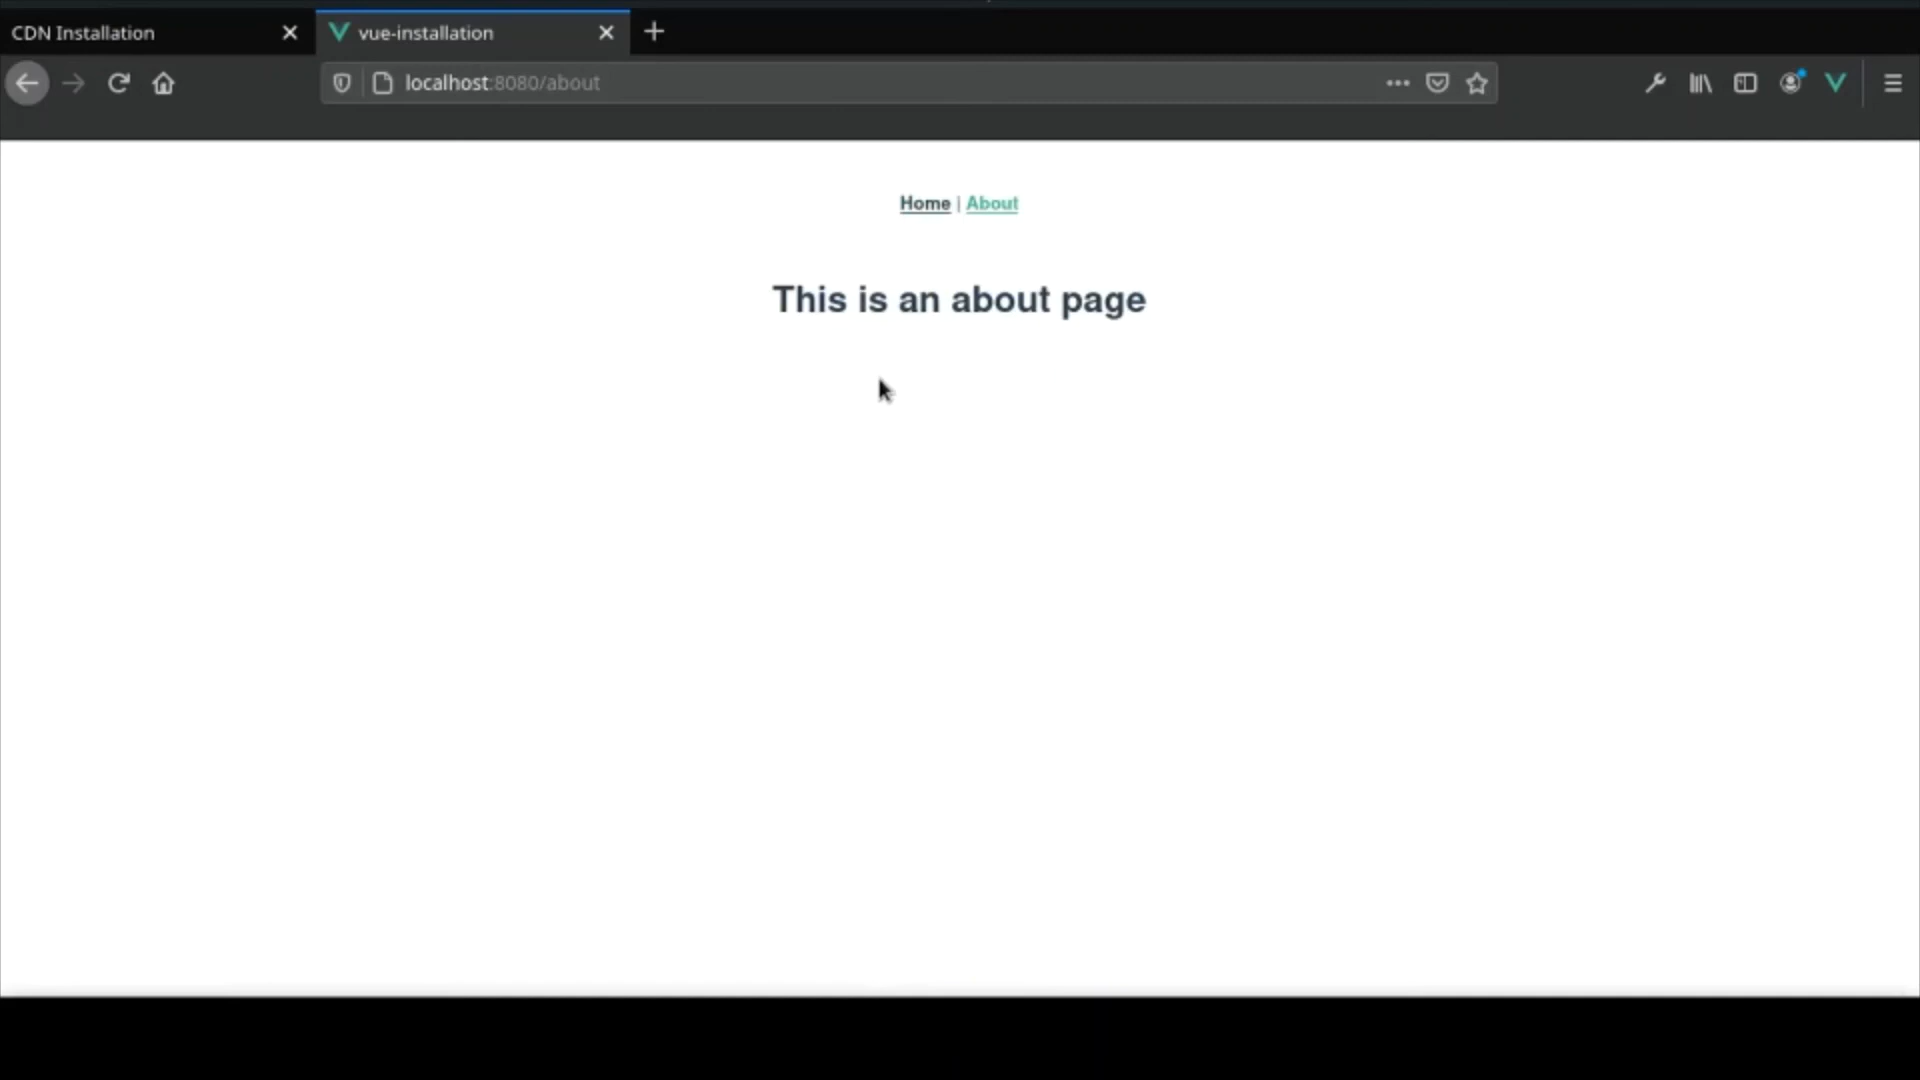 CDN Installation
vue-installation
localhost:8080/about
Home | About
This is an about page